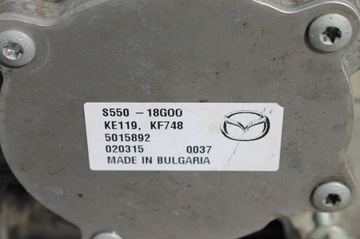 S550 - 18G00
KE119, KF748
5015892
020315 0037
MADE IN BULGARIA